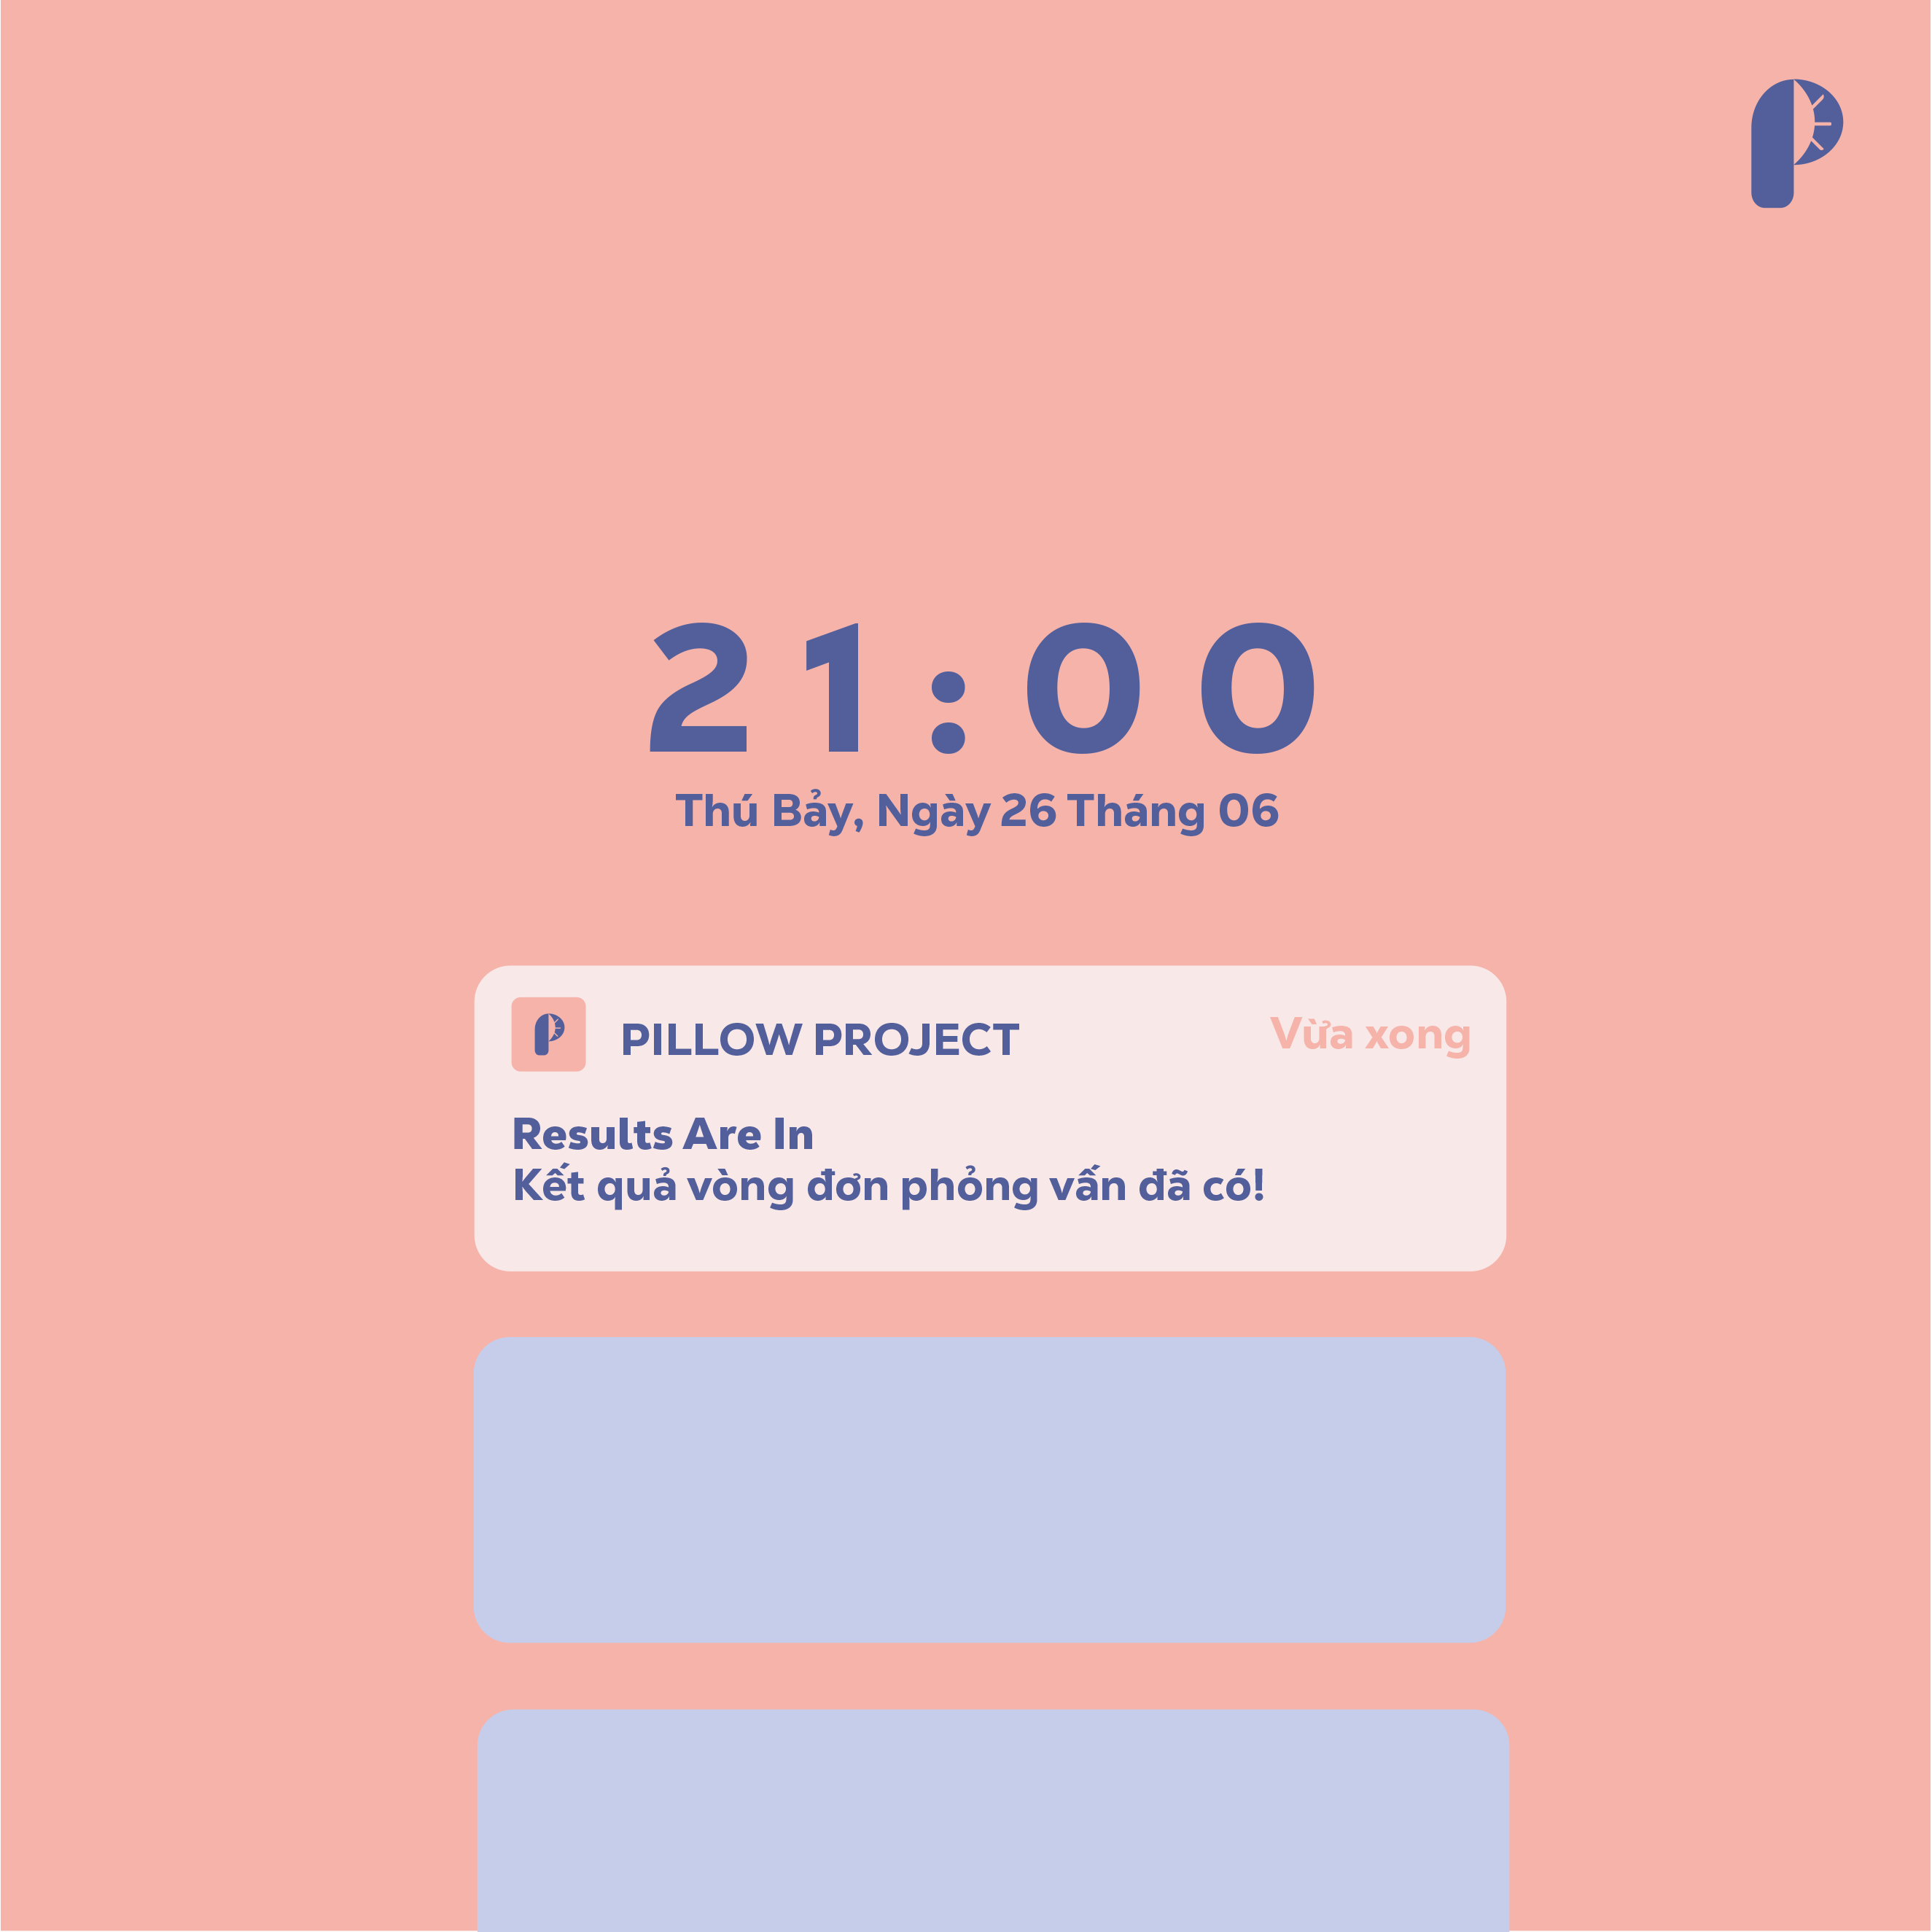 21:00
Thú Bảy, Ngày 26 Tháng 06
PILLOW PROJECT
Vừa xong
Results Are In
Kết quả vòng đơn phỏng vấn đã có!